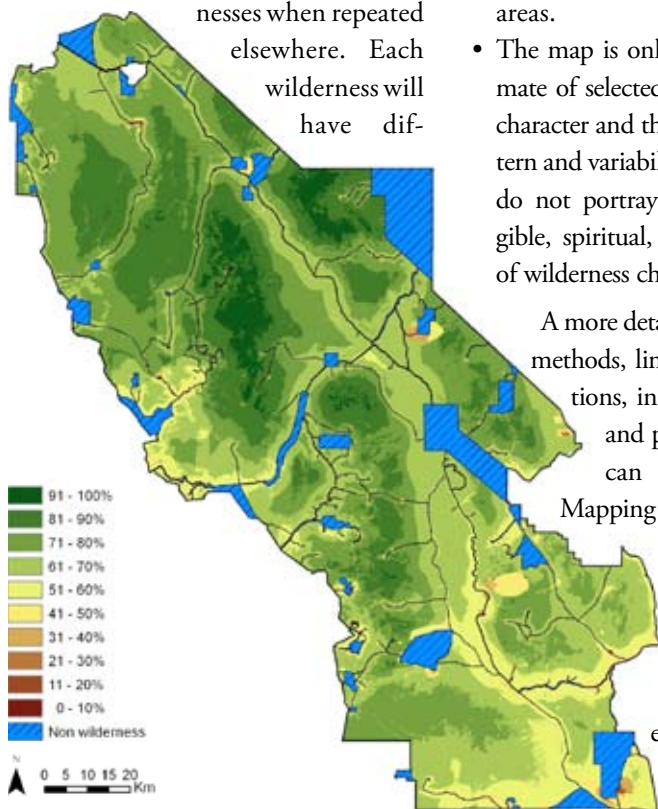 nesses when repeated
elsewhere. Each
wilderness will
have dif-
areas.
• The map is onl
mate of selected
character and th
tern and variabil
do not portray
gible, spiritual,
of wilderness ch
A more deta
methods, lin
tions, in
and p
can
Mapping
e
91 - 100%
81 - 90%
71 - 80%
61 - 70%
51 - 60%
41 - 50%
31 - 40%
21 - 30%
11 - 20%
0 - 10%
Non wilderness
N
0 5 10 15 20
Km